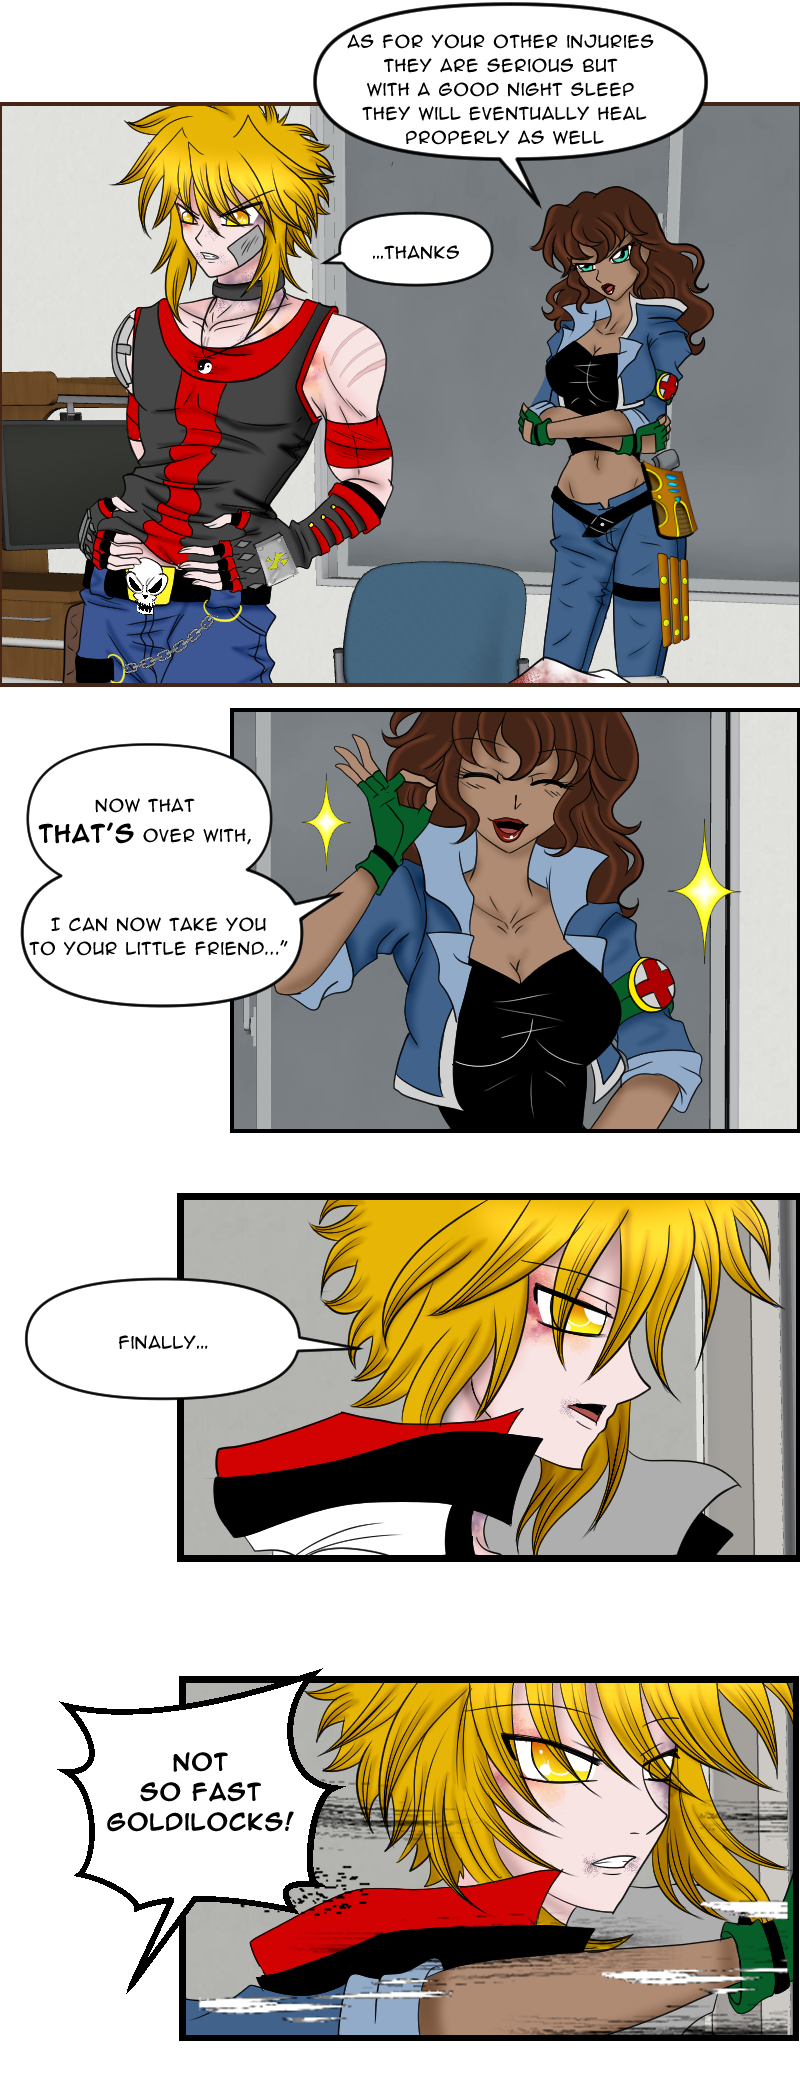 AS FOR YOUR OTHER INJURIES
THEY ARE SERIOUS BUT
WITH A GOOD NIGHT SLEEP
THEY WILL EVENTUALLY HEAL
PROPERLY AS WELL
...THANKS
NOW THAT
THAT'S OVER WITH,
I CAN NOW TAKE YOU
TO YOUR LITTLE FRIEND..."
FINALLY...
NOT
SO FAST
GOLDILOCKS!